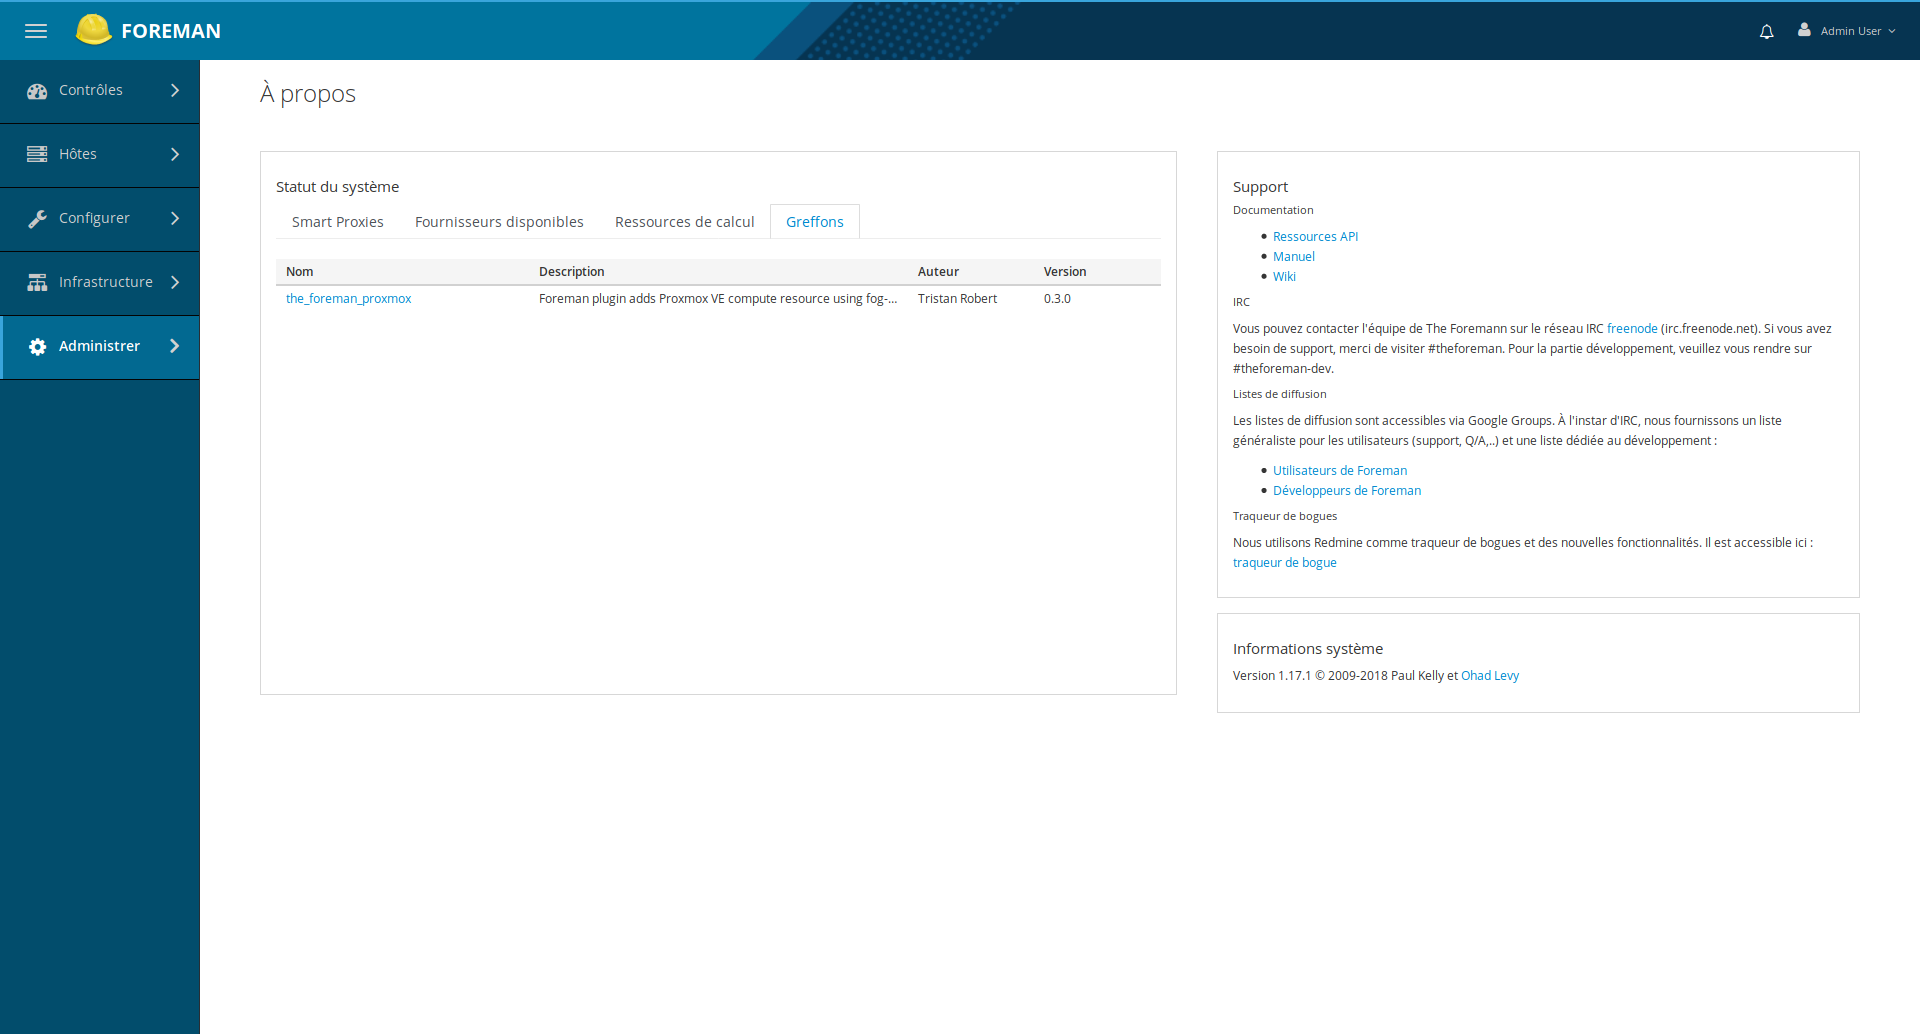 FOREMAN
Admin User
Contrôles
Hôtes
Configurer
Infrastructure
Administrer
À propos
Statut du système
Smart Proxies Fournisseurs disponibles Ressources de calcul Greffons
Nom Description Auteur Version
the_foreman_proxmox Foreman plugin adds Proxmox VE compute resource using fog-... Tristan Robert 0.3.0
Support
Documentation
Ressources API
Manuel
Wiki
IRC
Vous pouvez contacter l'équipe de The Foremann sur le réseau IRC freenode (irc.freenode.net). Si vous avez
besoin de support, merci de visiter #theforeman. Pour la partie développement, veuillez vous rendre sur
#theforeman-dev.
Listes de diffusion
Les listes de diffusion sont accessibles via Google Groups. À l'instar d'IRC, nous fournissons un liste
généraliste pour les utilisateurs (support, Q/A,..) et une liste dédiée au développement :
Utilisateurs de Foreman
Développeurs de Foreman
Traqueur de bogues
Nous utilisons Redmine comme traqueur de bogues et des nouvelles fonctionnalités. Il est accessible ici :
traqueur de bogue
Informations système
Version 1.17.1 © 2009-2018 Paul Kelly et Ohad Levy